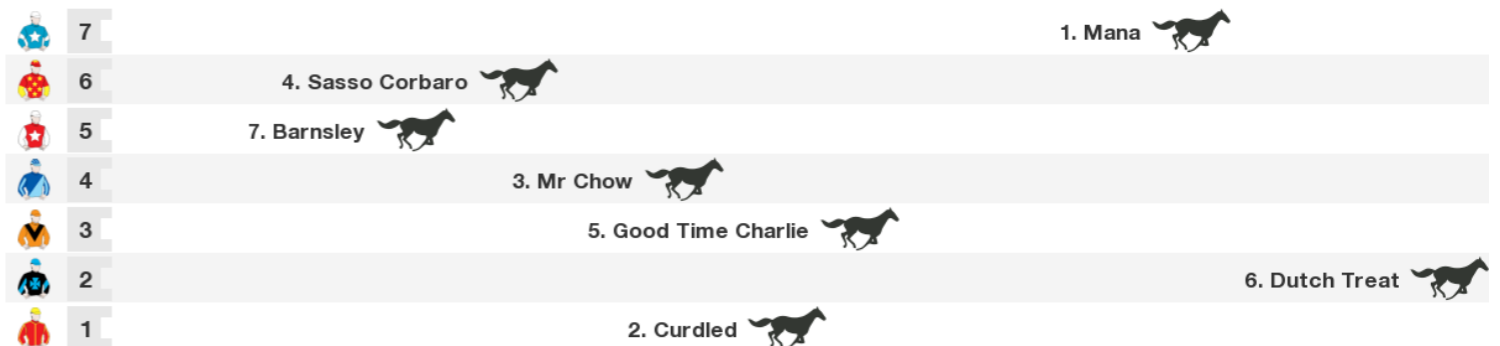 7 1. Mana
6 4. Sasso Corbaro
5 7. Barnsley
4 3. Mr Chow
3 5. Good Time Charlie
2 6. Dutch Treat
1 2. Curdled